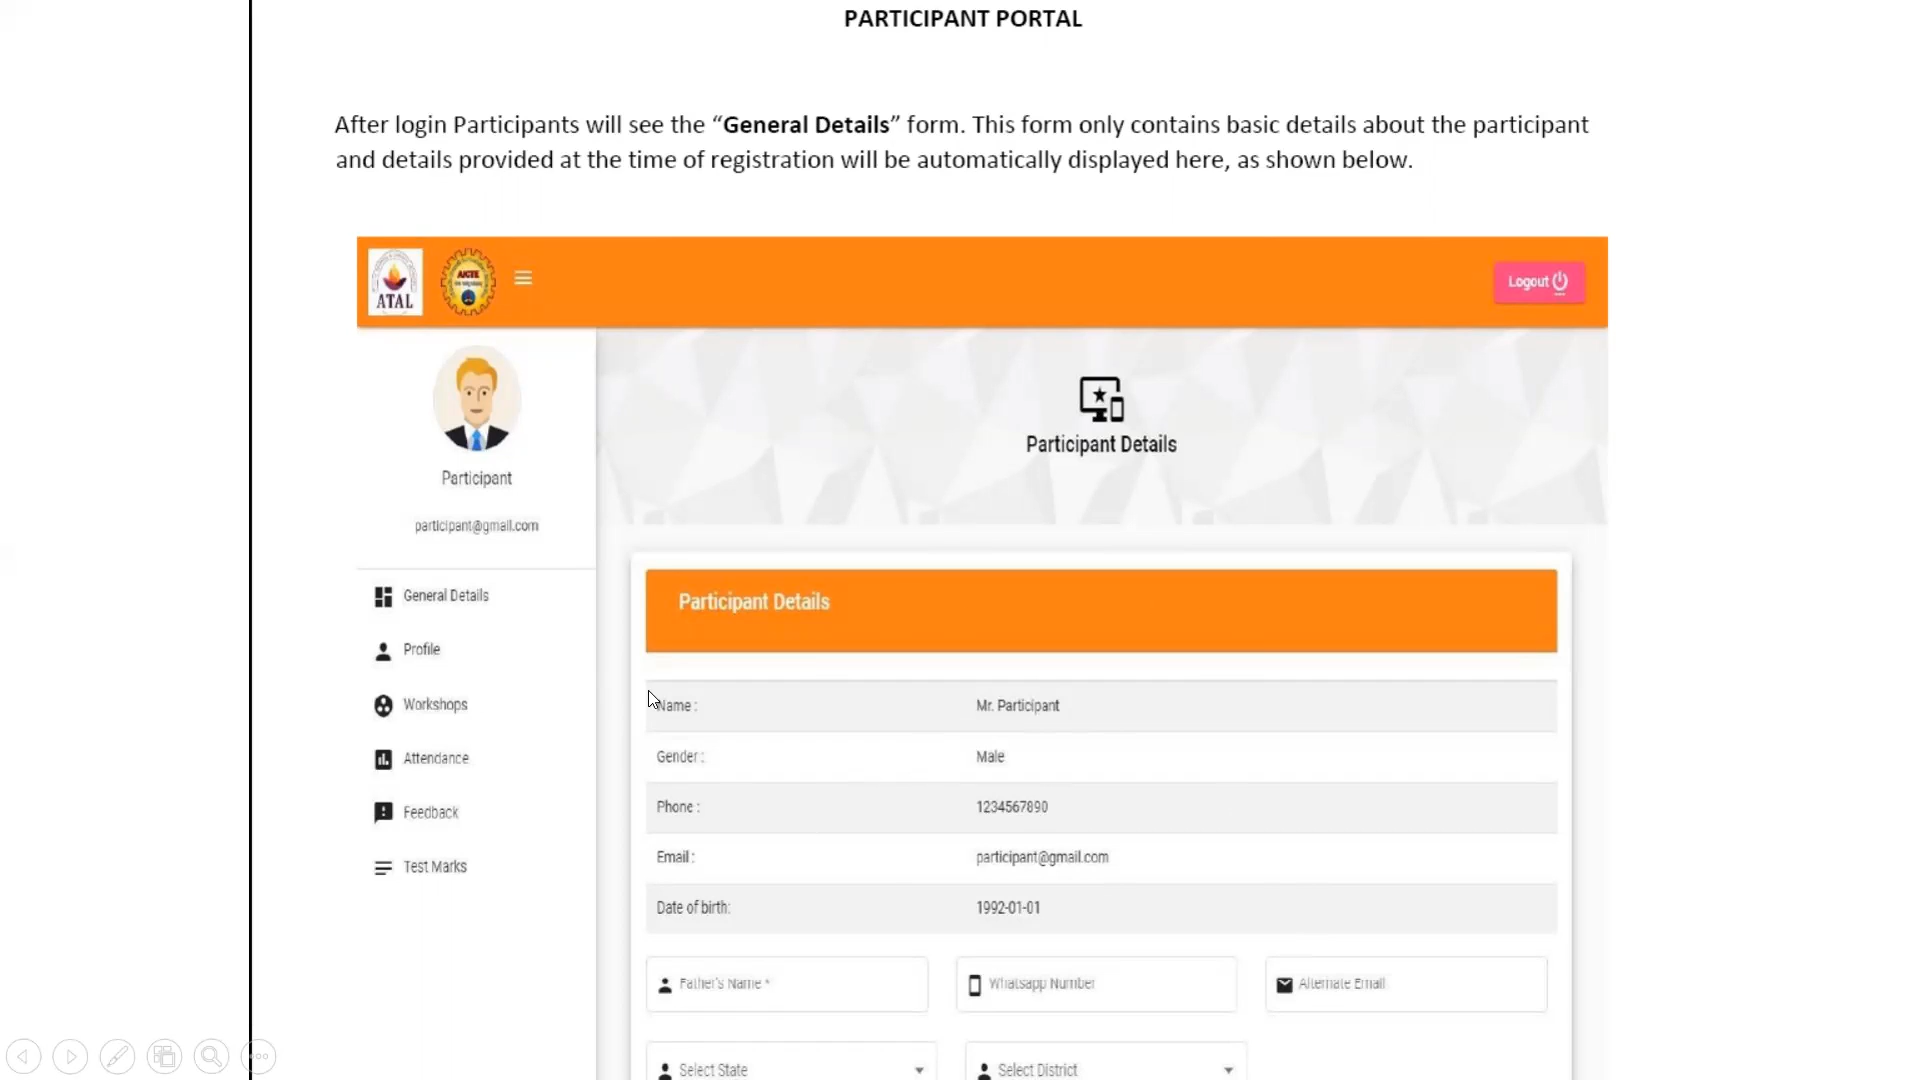 PARTICIPANT PORTAL
After login Participants will see the “General Details” form. This form only contains basic details about the participant
and details provided at the time of registration will be automatically displayed here, as shown below.
ATAL
AICTE
Logout
Participant
participant@gmail.com
General Details
Profile
Workshops
Attendance
Feedback
Test Marks
Participant Details
Participant Details
Name : Mr. Participant
Gender : Male
Phone : 1234567890
Email : participant@gmail.com
Date of birth: 1992-01-01
Father's Name * Whatsapp Number Alternate Email
Select State Select District